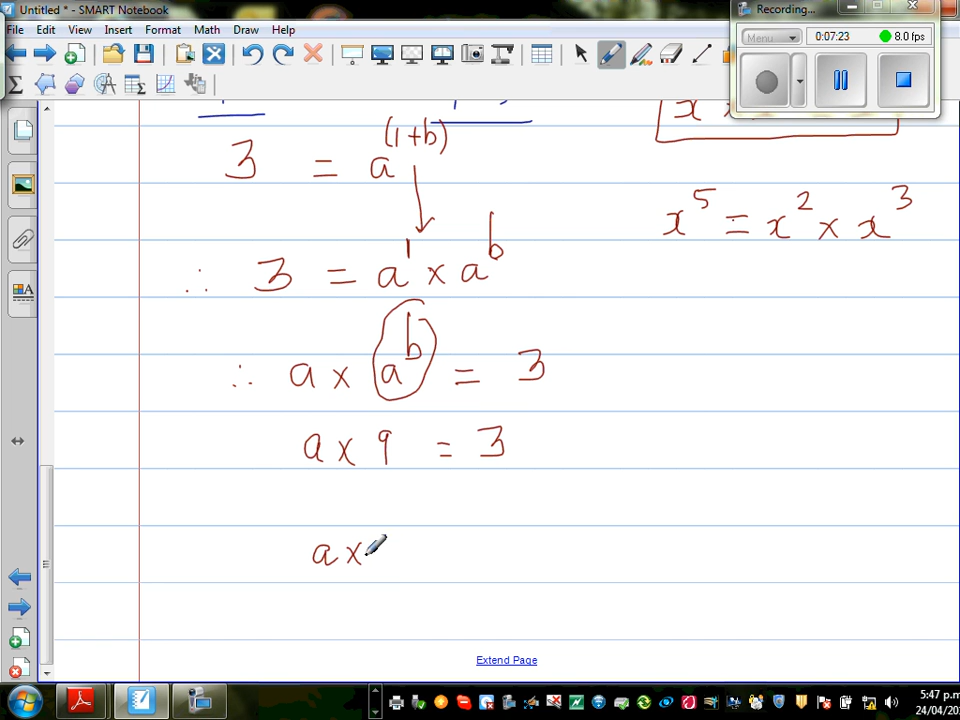 Untitled * - SMART Notebook
Recording...
File Edit View Insert Format Math Draw Help
Menu 0:07:23 8.0 fps
3 = a^(1+b)
x^5 = x^2 × x^3
∴ 3 = a^1 × a^b
∴ a × a^b = 3
a × 9 = 3
a ×
Extend Page
5:47 p.m
24/04/20